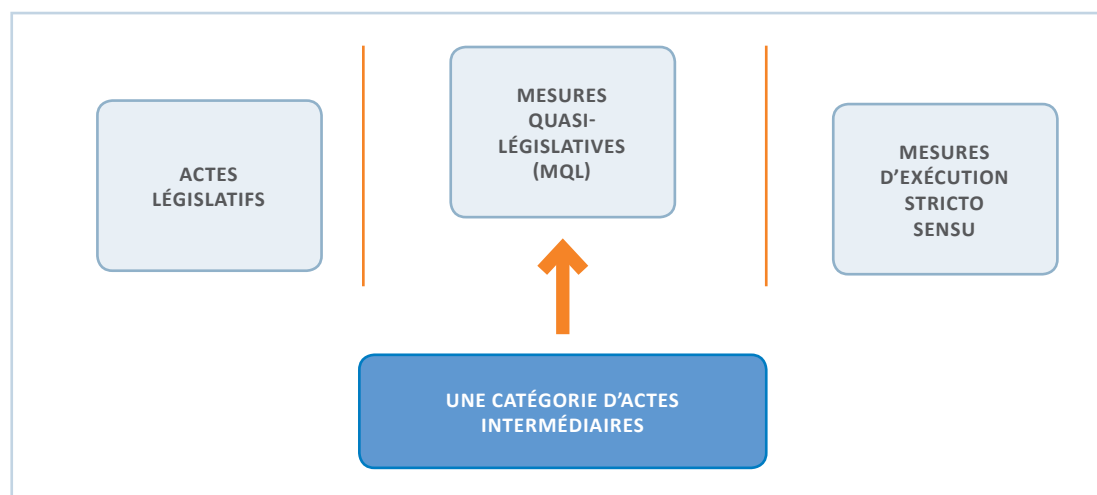 ACTES
LÉGISLATIFS
MESURES
QUASI-
LÉGISLATIVES
(MQL)
MESURES
D’EXÉCUTION
STRICTO
SENSU
UNE CATÉGORIE D’ACTES
INTERMÉDIAIRES